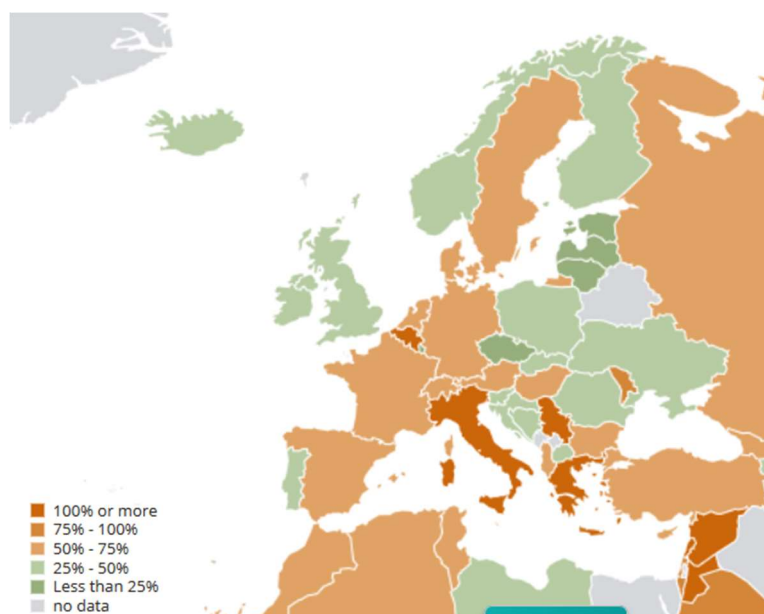 100% or more
75% - 100%
50% - 75%
25% - 50%
Less than 25%
no data